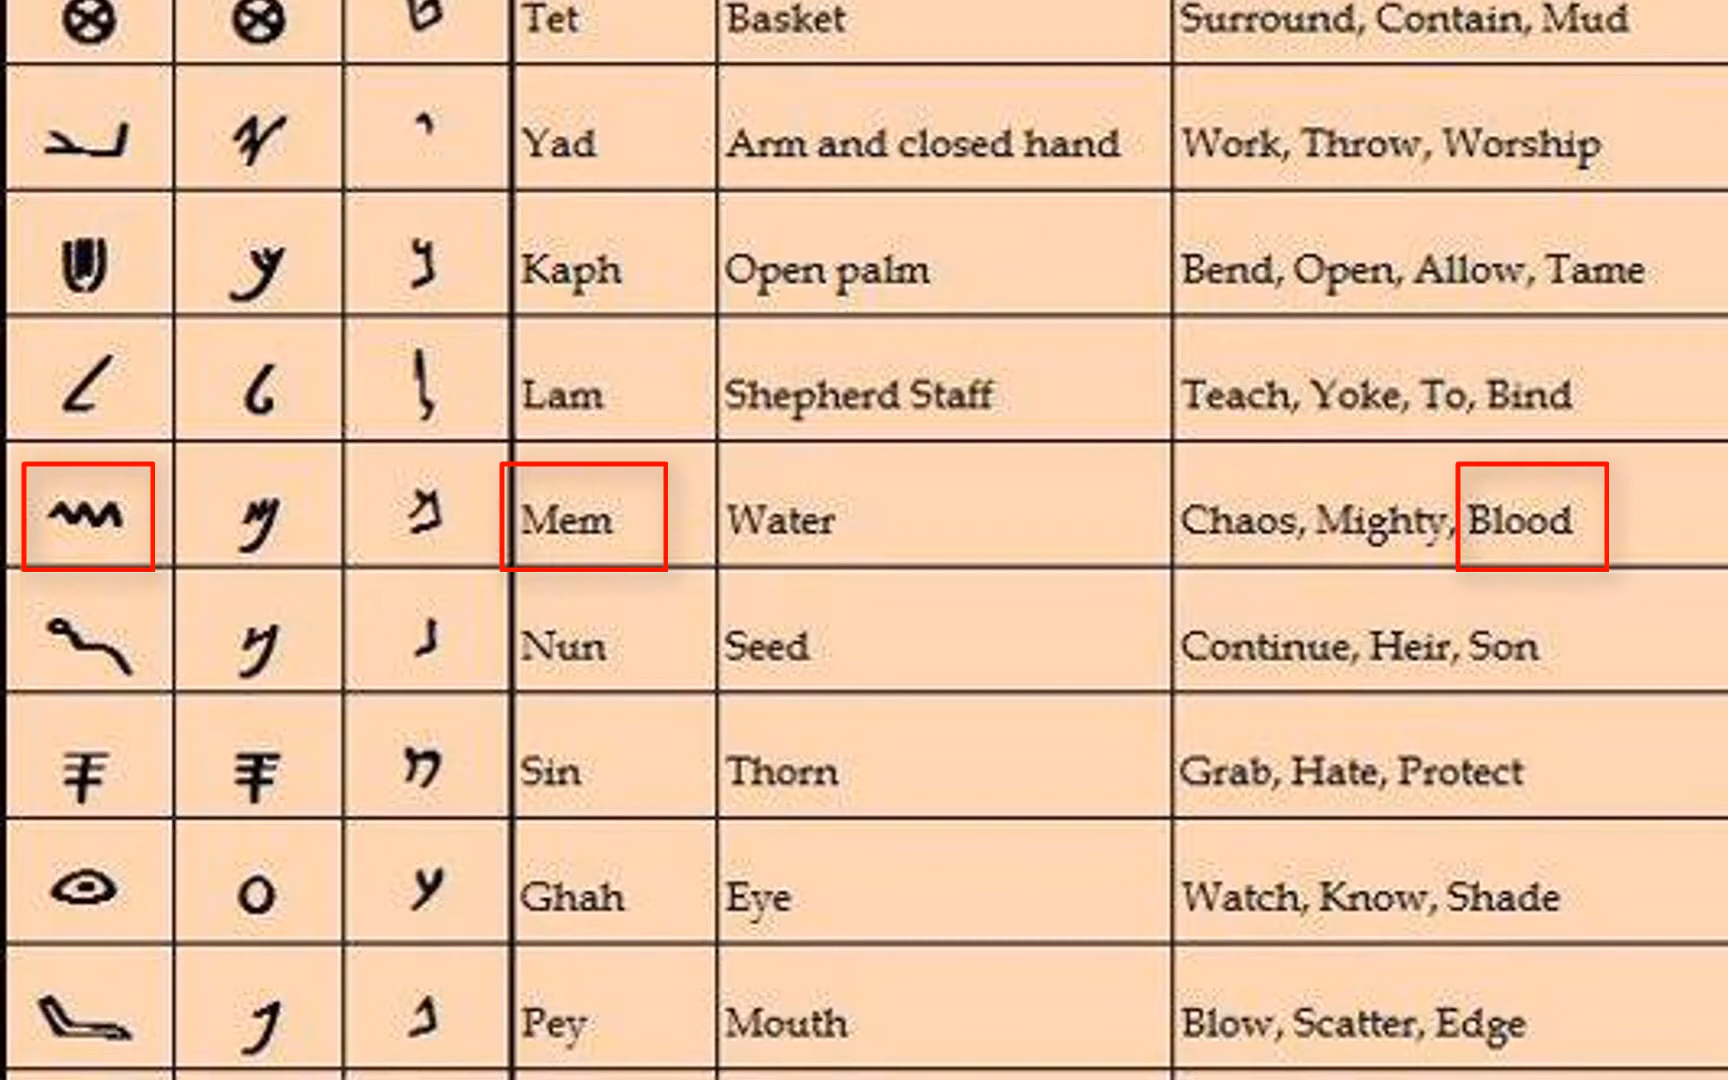 Tet Basket Surround, Contain, Mud
Yad Arm and closed hand Work, Throw, Worship
Kaph Open palm Bend, Open, Allow, Tame
Lam Shepherd Staff Teach, Yoke, To, Bind
Mem Water Chaos, Mighty, Blood
Nun Seed Continue, Heir, Son
Sin Thorn Grab, Hate, Protect
Ghah Eye Watch, Know, Shade
Pey Mouth Blow, Scatter, Edge